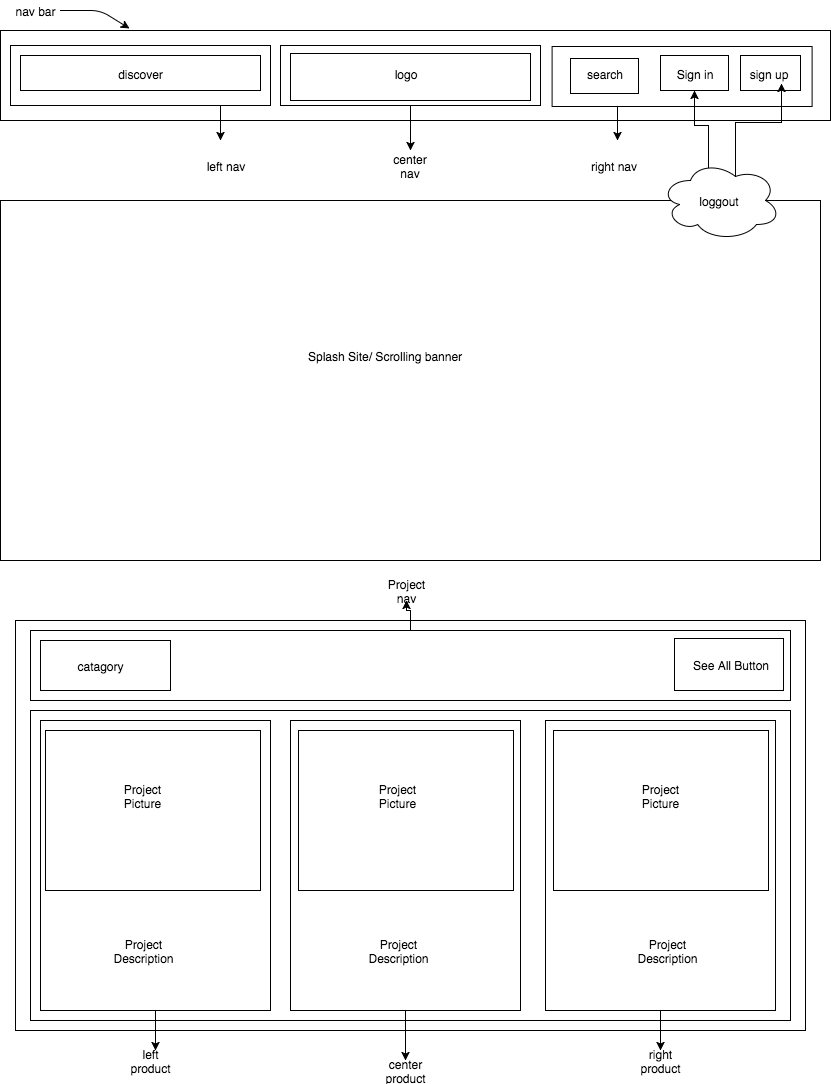 nav bar
discover
logo
search
Sign in
sign up
left nav
center
nav
right nav
loggout
Splash Site/ Scrolling banner
Project
nav
catagory
See All Button
Project
Picture
Project
Picture
Project
Picture
Project
Description
Project
Description
Project
Description
left
product
center
product
right
product